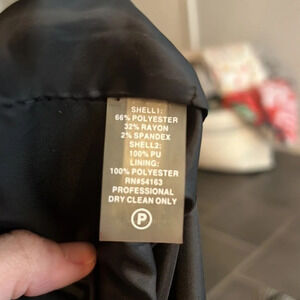 SHELL1:
66% POLYESTER
32% RAYON
2% SPANDEX
SHELL2:
100% PU
LINING:
100% POLYESTER
RN#54163
PROFESSIONAL
DRY CLEAN ONLY
P